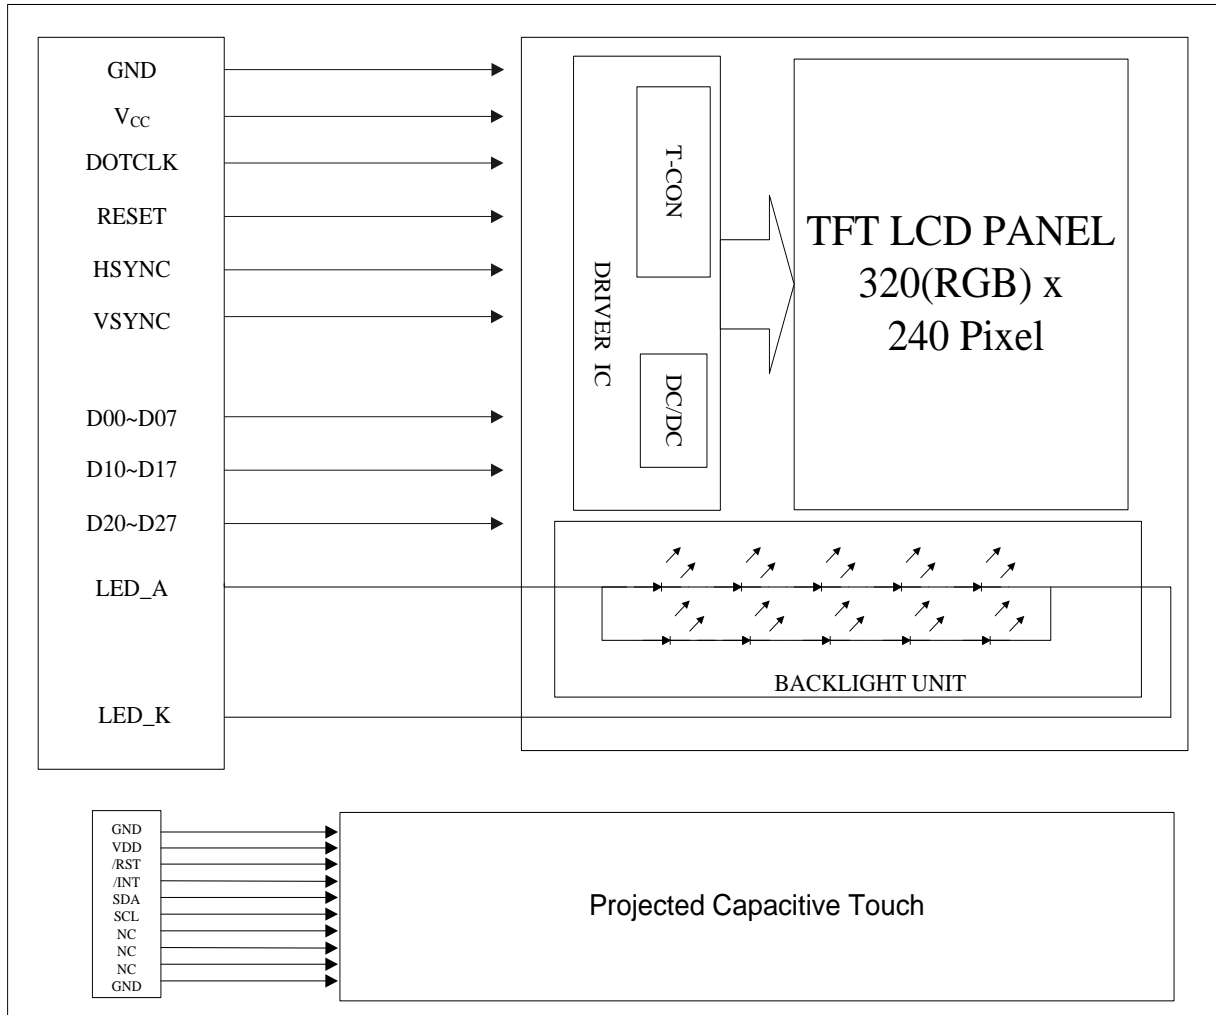 GND
VCC
DOTCLK
RESET
HSYNC
VSYNC
D00~D07
D10~D17
D20~D27
LED_A
LED_K
DRIVER IC
T-CON
DC/DC
TFT LCD PANEL
320(RGB) x
240 Pixel
BACKLIGHT UNIT
GND
VDD
/RST
/INT
SDA
SCL
NC
NC
NC
GND
Projected Capacitive Touch